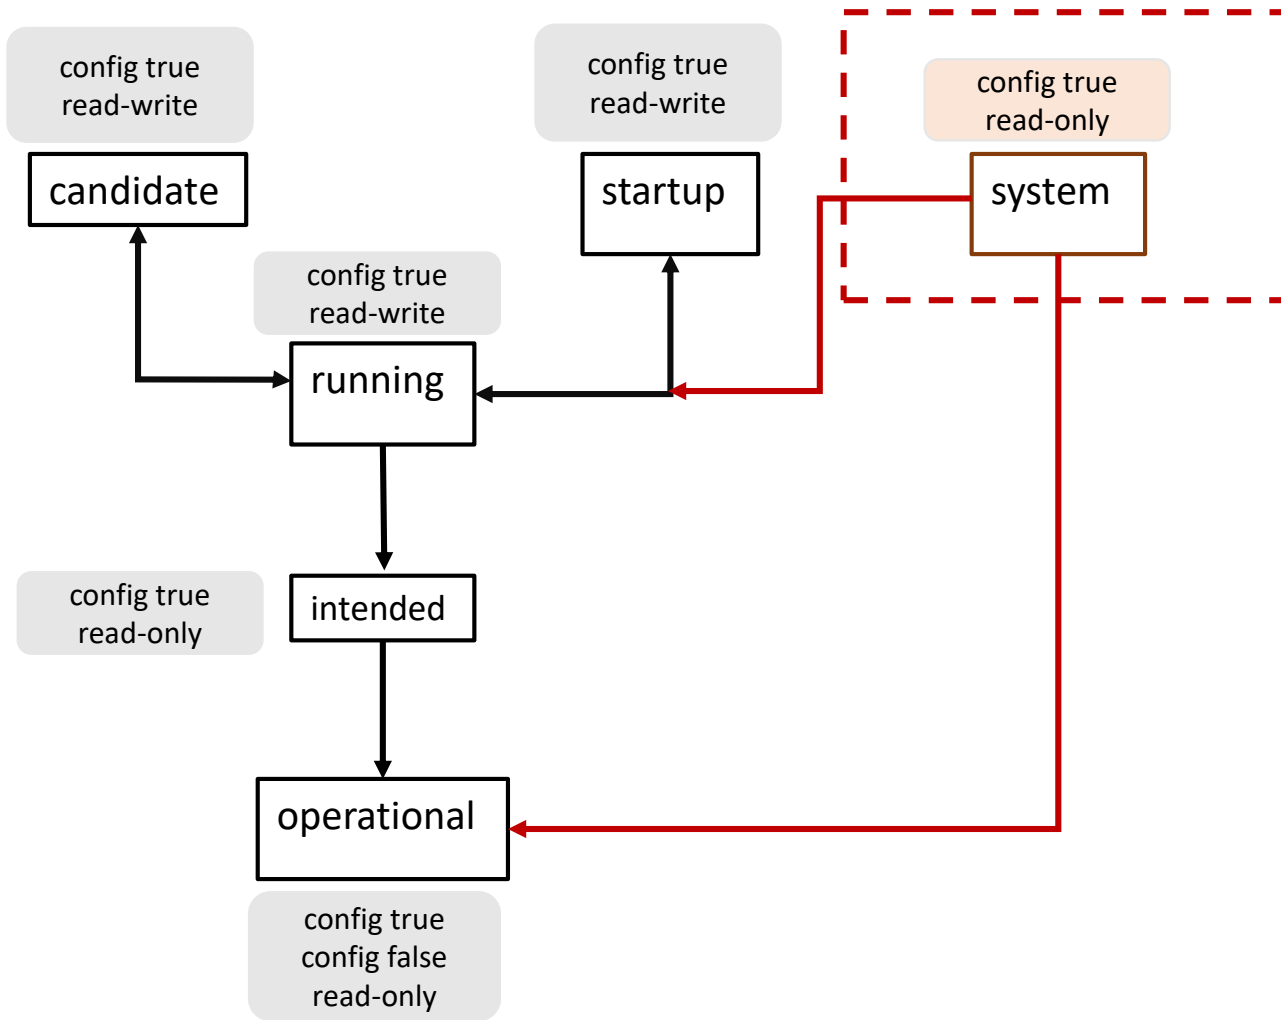 config true
read-write
candidate
config true
read-write
startup
config true
read-only
system
config true
read-write
running
config true
read-only
intended
operational
config true
config false
read-only